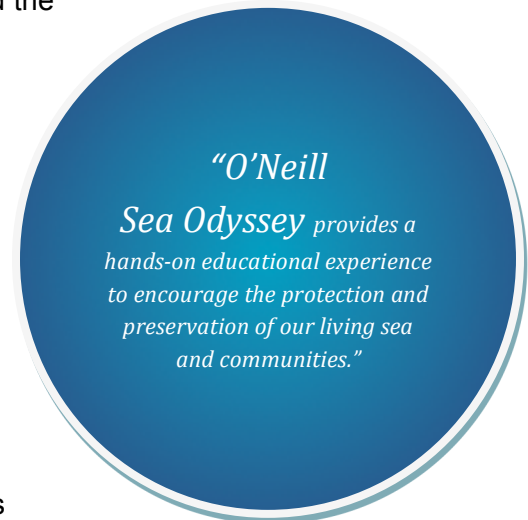 the
"O'Neill
Sea Odyssey provides a
hands-on educational experience
to encourage the protection and
preservation of our living sea
and communities."